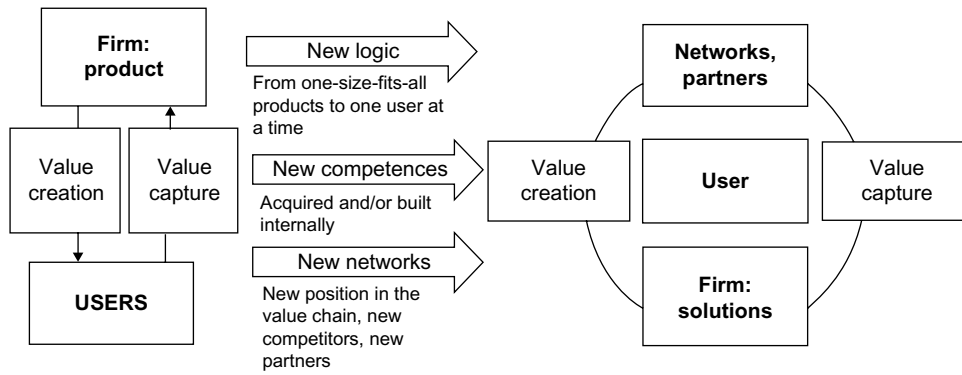 Firm:
product
Value
creation
Value
capture
USERS
New logic
From one-size-fits-all
products to one user at
a time
New competences
Acquired and/or built
internally
New networks
New position in the
value chain, new
competitors, new
partners
Networks,
partners
Value
creation
User
Value
capture
Firm:
solutions